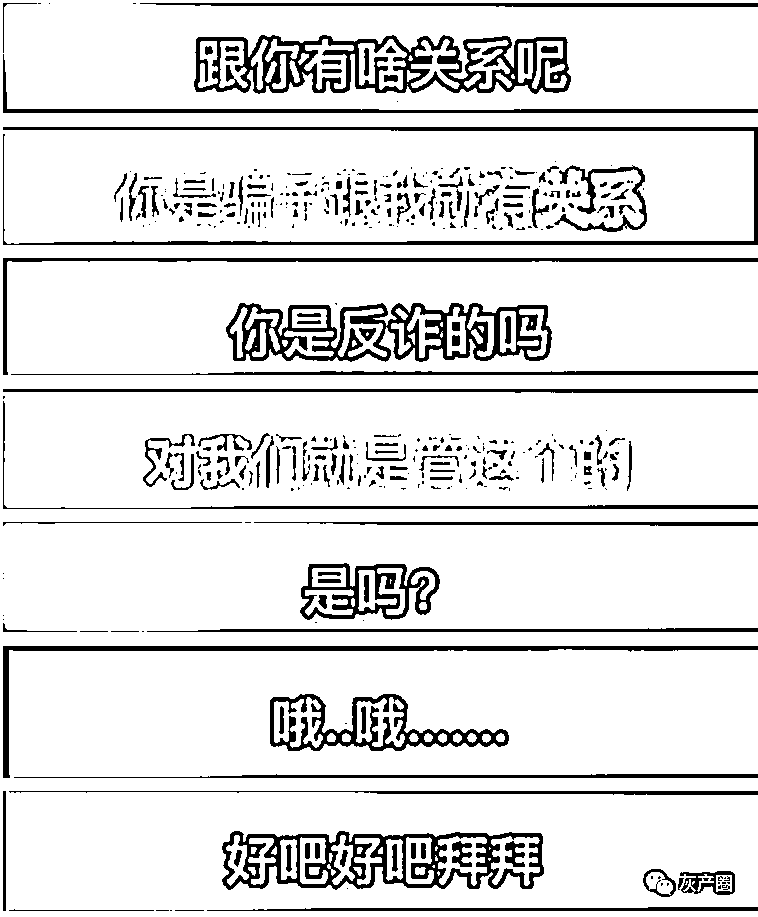 跟你有啥关系呢
你是骗子跟我就有关系
你是反诈的吗
对我们就是管这个的
是吗?
哦..哦.......
好吧好吧拜拜
灰产圈